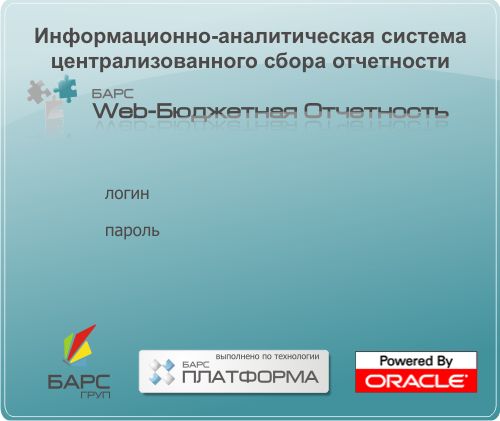 Информационно-аналитическая система
централизованного сбора отчетности
БАРС
Web-Бюджетная Отчетность
логин
пароль
БАРС
ГРУП
выполнено по технологии
БАРС
ПЛАТФОРМА
Powered By
ORACLE